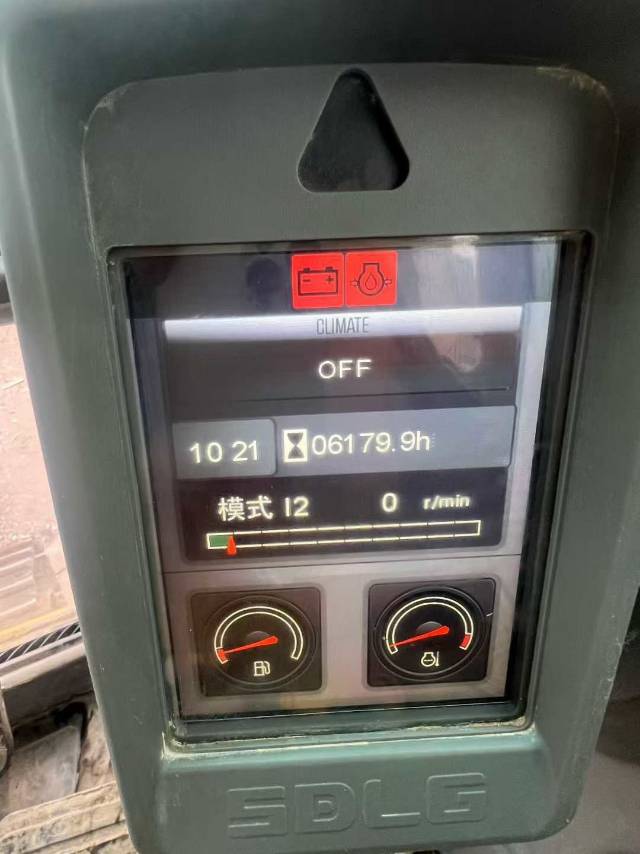 CLIMATE
OFF
10 21 06179.9h
模式 I2 0 r/min
SDLG